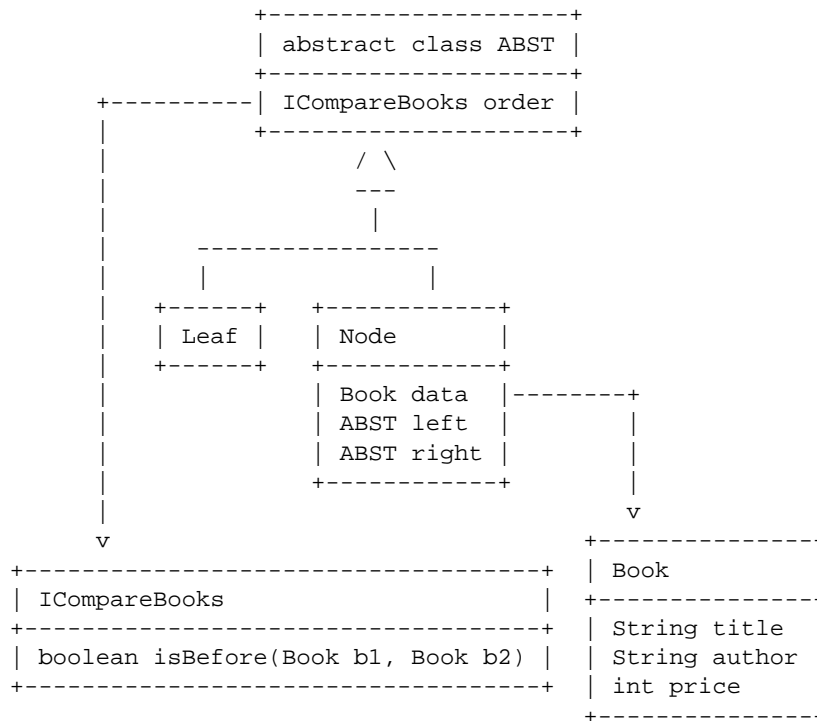 abstract class ABST
ICompareBooks order
Leaf
Node
Book data
ABST left
ABST right
v
v
ICompareBooks
boolean isBefore(Book b1, Book b2)
Book
String title
String author
int price